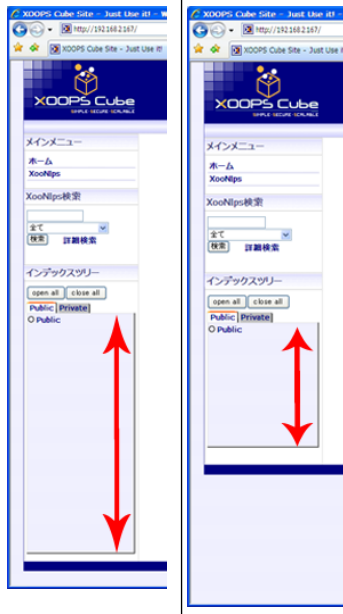 XOOPS Cube Site - Just Use it! - W
http://192.168.2.167/
XOOPS Cube Site - Just Use it!
XOOPS Cube
SIMPLE SECURE SCALABLE
メインメニュー
ホーム
XooNIps
XooNIps検索
全て
検索 詳細検索
インデックスツリー
open all close all
Public Private
Public
XOOPS Cube Site - Just Use it! -
http://192.168.2.167/
XOOPS Cube Site - Just Use it!
XOOPS Cube
SIMPLE SECURE SCALABLE
メインメニュー
ホーム
XooNIps
XooNIps検索
全て
検索 詳細検索
インデックスツリー
open all close all
Public Private
Public